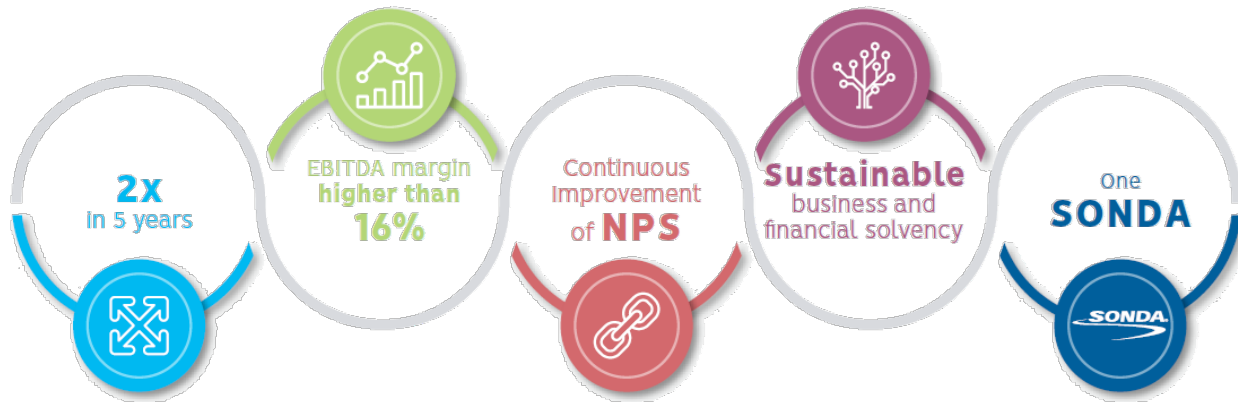 2x
in 5 years
EBITDA margin
higher than
16%
Continuous
Improvement
of NPS
Sustainable
business and
financial solvency
One
SONDA
SONDA